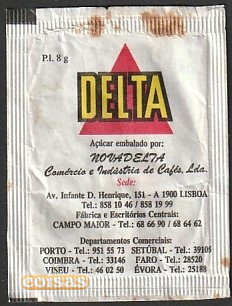 P.I. 8 g
DELTA
Açúcar embalado por:
NOVADELTA
Comércio e Indústria de Cafés, Lda.
Sede:
Av. Infante D. Henrique, 151 - A 1900 LISBOA
Tel.: 858 10 46 / 858 19 99
Fábrica e Escritórios Centrais:
CAMPO MAIOR - Tel.: 68 66 90 / 68 64 62
Departamentos Comerciais:
PORTO - Tel.: 951 55 73 SETÚBAL - Tel.: 39105
COIMBRA - Tel.: 33146 FARO - Tel.: 28520
VISEU - Tel.: 46 02 50 ÉVORA - Tel.: 25188
coisas